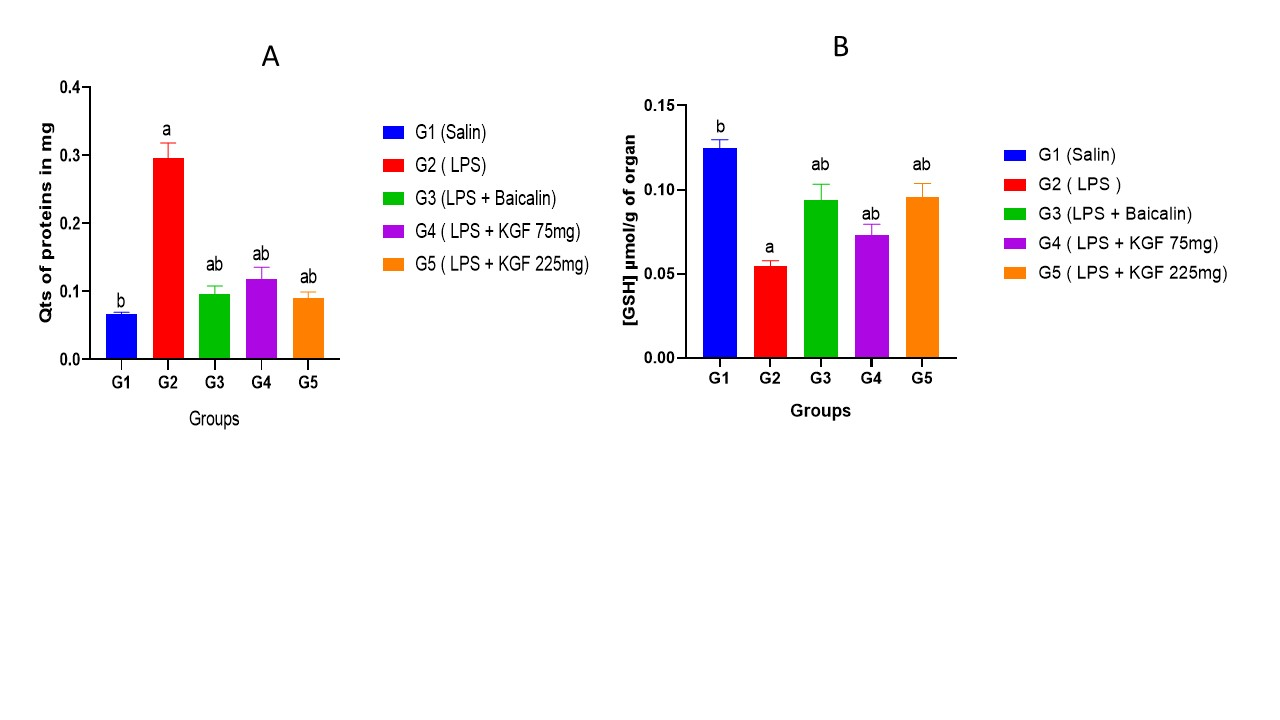 A
Qts of proteins in mg
0.4
0.3
0.2
0.1
0.0
b
a
ab
ab
ab
G1 G2 G3 G4 G5
Groups
G1 (Salin)
G2 ( LPS)
G3 (LPS + Baicalin)
G4 ( LPS + KGF 75mg)
G5 ( LPS + KGF 225mg)
B
[GSH] µmol/g of organ
0.15
0.10
0.05
0.00
b
a
ab
ab
ab
G1 G2 G3 G4 G5
Groups
G1 (Salin)
G2 ( LPS )
G3 (LPS + Baicalin)
G4 ( LPS + KGF 75mg)
G5 ( LPS + KGF 225mg)